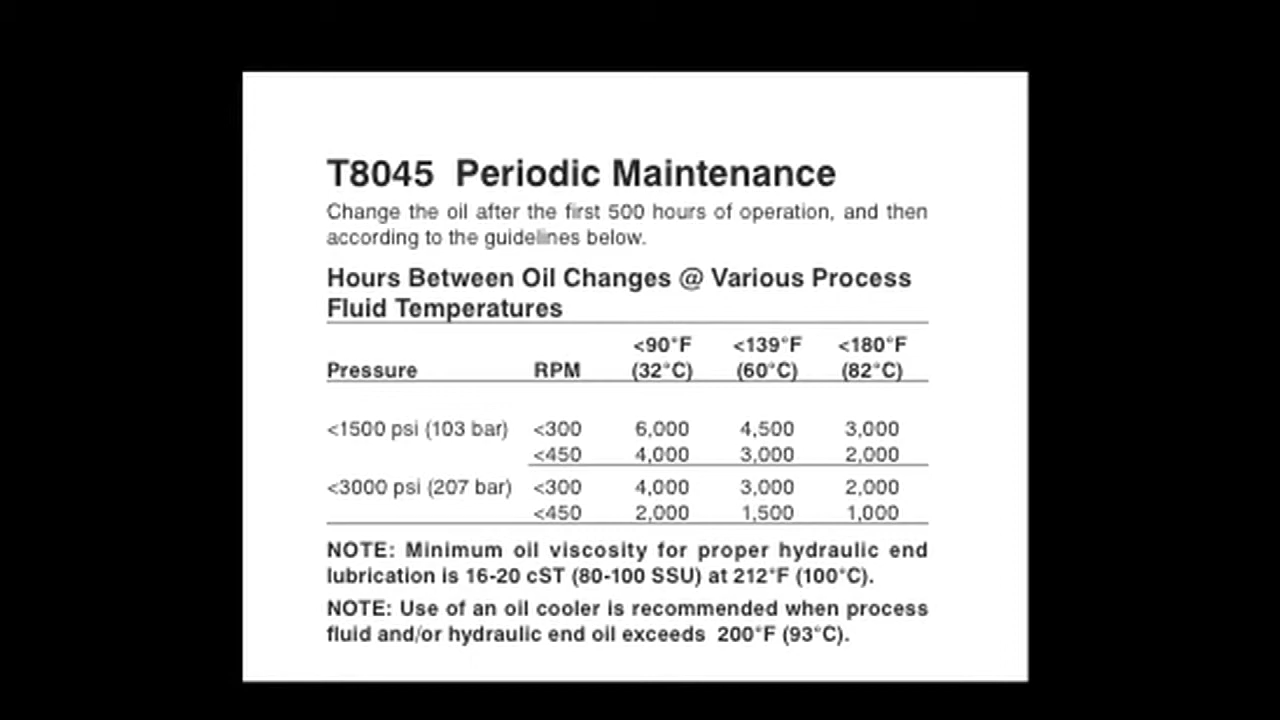 T8045 Periodic Maintenance
Change the oil after the first 500 hours of operation, and then
according to the guidelines below.
Hours Between Oil Changes @ Various Process
Fluid Temperatures
<90°F <139°F <180°F
Pressure RPM (32°C) (60°C) (82°C)
<1500 psi (103 bar) <300 6,000 4,500 3,000
<450 4,000 3,000 2,000
<3000 psi (207 bar) <300 4,000 3,000 2,000
<450 2,000 1,500 1,000
NOTE: Minimum oil viscosity for proper hydraulic end
lubrication is 16-20 cST (80-100 SSU) at 212°F (100°C).
NOTE: Use of an oil cooler is recommended when process
fluid and/or hydraulic end oil exceeds 200°F (93°C).